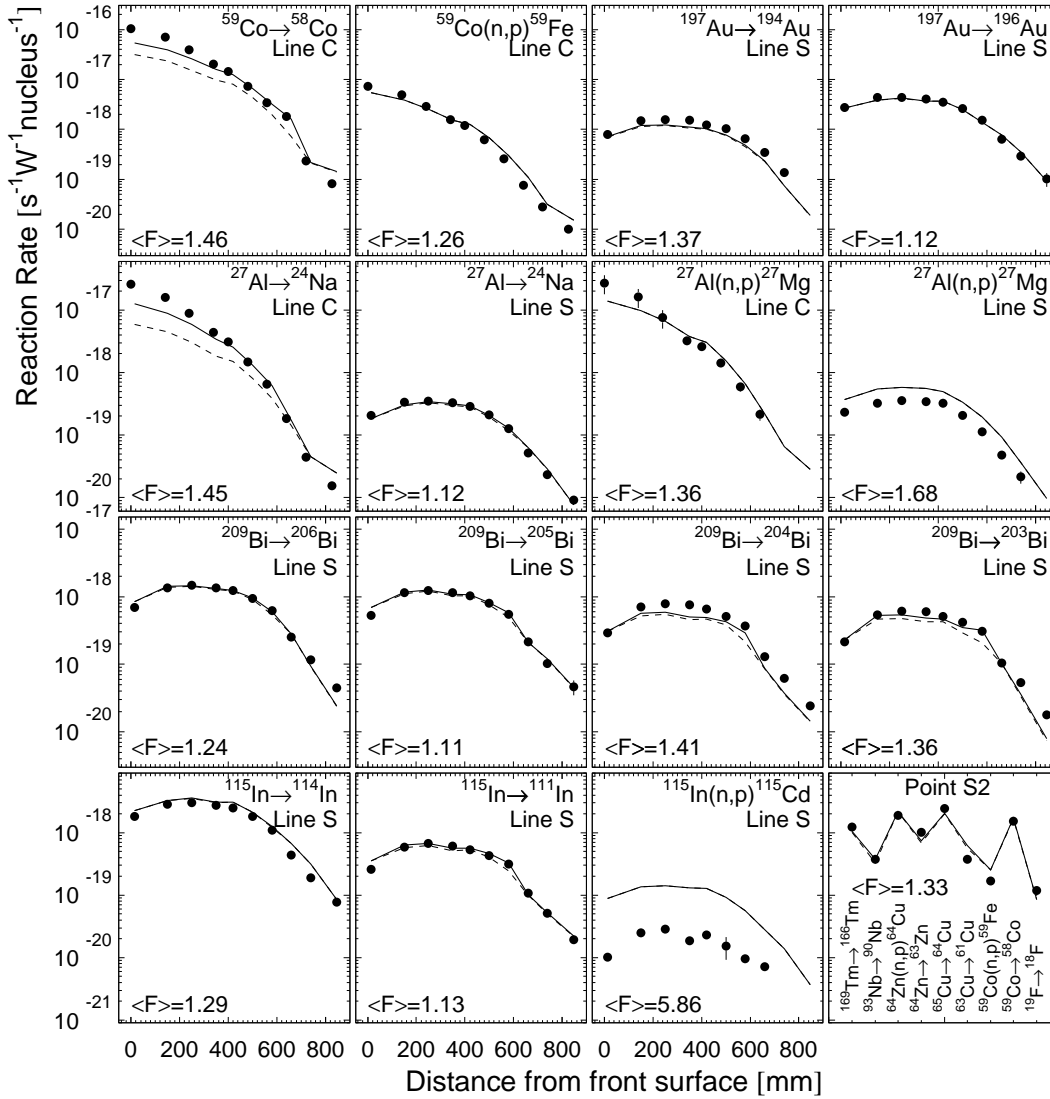 Reaction Rate [s⁻¹W⁻¹nucleus⁻¹]
10⁻¹⁶
10⁻¹⁷
10⁻¹⁸
10⁻¹⁹
10⁻²⁰
10
⁵⁹Co→⁵⁸Co
Line C
<F>=1.46
⁵⁹Co(n,p)⁵⁹Fe
Line C
<F>=1.26
¹⁹⁷Au→¹⁹⁴Au
Line S
<F>=1.37
¹⁹⁷Au→¹⁹⁶Au
Line S
<F>=1.12
10⁻¹⁷
10⁻¹⁸
10⁻¹⁹
10⁻²⁰
10⁻¹⁷
²⁷Al→²⁴Na
Line C
<F>=1.45
²⁷Al→²⁴Na
Line S
<F>=1.12
²⁷Al(n,p)²⁷Mg
Line C
<F>=1.36
²⁷Al(n,p)²⁷Mg
Line S
<F>=1.68
10
10⁻¹⁸
10⁻¹⁹
10⁻²⁰
10
²⁰⁹Bi→²⁰⁶Bi
Line S
<F>=1.24
²⁰⁹Bi→²⁰⁵Bi
Line S
<F>=1.11
²⁰⁹Bi→²⁰⁴Bi
Line S
<F>=1.41
²⁰⁹Bi→²⁰³Bi
Line S
<F>=1.36
10⁻¹⁸
10⁻¹⁹
10⁻²⁰
10⁻²¹
10
¹¹⁵In→¹¹⁴In
Line S
<F>=1.29
¹¹⁵In→¹¹¹In
Line S
<F>=1.13
¹¹⁵In(n,p)¹¹⁵Cd
Line S
<F>=5.86
Point S2
<F>=1.33
¹⁶⁹Tm→¹⁶⁶Tm
⁹³Nb→⁹⁰Nb
⁶⁴Zn(n,p)⁶⁴Cu
⁶⁴Zn→⁶³Zn
⁶⁵Cu→⁶⁴Cu
⁶³Cu→⁶¹Cu
⁵⁹Co(n,p)⁵⁹Fe
⁵⁹Co→⁵⁸Co
¹⁹F→¹⁸F
0 200 400 600 800 0 200 400 600 800 0 200 400 600 800
Distance from front surface [mm]